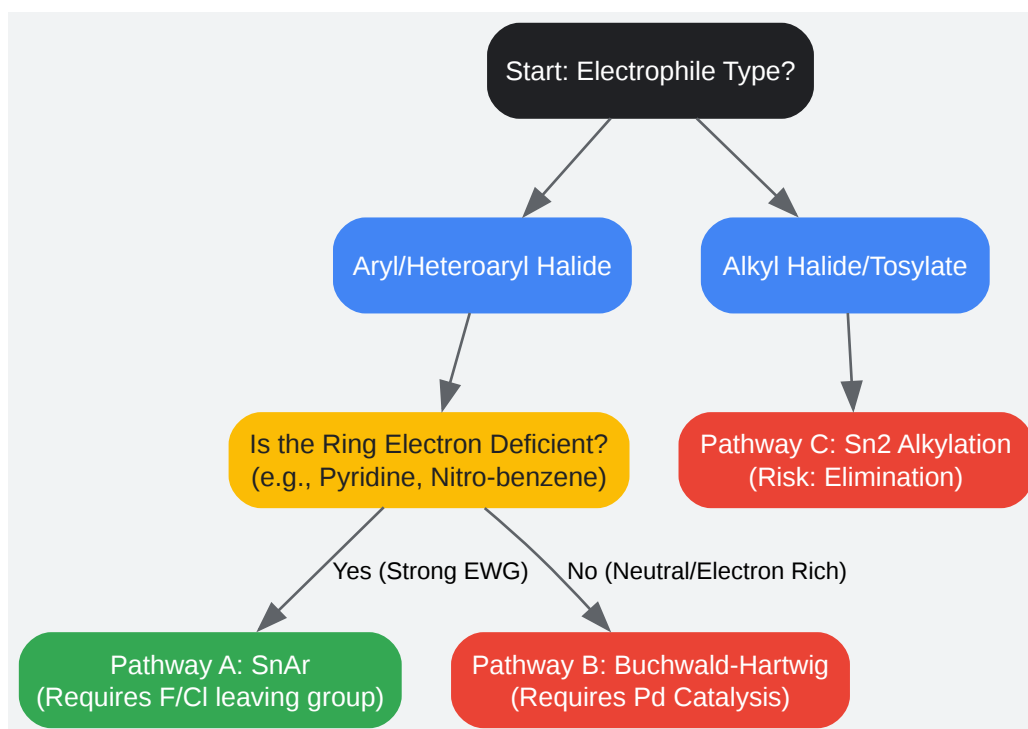 Start: Electrophile Type?
Aryl/Heteroaryl Halide
Alkyl Halide/Tosylate
Is the Ring Electron Deficient?
(e.g., Pyridine, Nitro-benzene)
Pathway C: Sn2 Alkylation
(Risk: Elimination)
Yes (Strong EWG)
No (Neutral/Electron Rich)
Pathway A: SnAr
(Requires F/Cl leaving group)
Pathway B: Buchwald-Hartwig
(Requires Pd Catalysis)